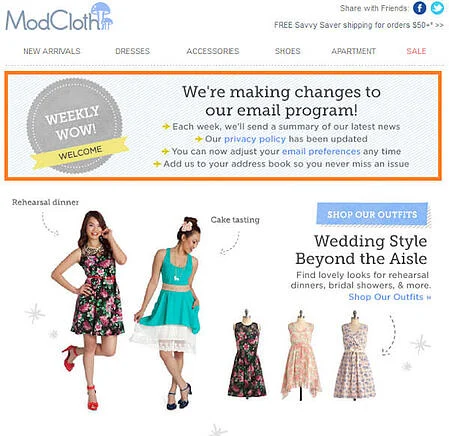 ModCloth
Share with Friends:
FREE Savvy Saver shipping for orders $50+* >>
NEW ARRIVALS DRESSES ACCESSORIES SHOES APARTMENT SALE
WEEKLY
WOW!
WELCOME
We're making changes to
our email program!
Each week, we'll send a summary of our latest news
Our privacy policy has been updated
You can now adjust your email preferences any time
Add us to your address book so you never miss an issue
Rehearsal dinner
Cake tasting
SHOP OUR OUTFITS
Wedding Style
Beyond the Aisle
Find lovely looks for rehearsal
dinners, bridal showers, & more.
Shop Our Outfits »